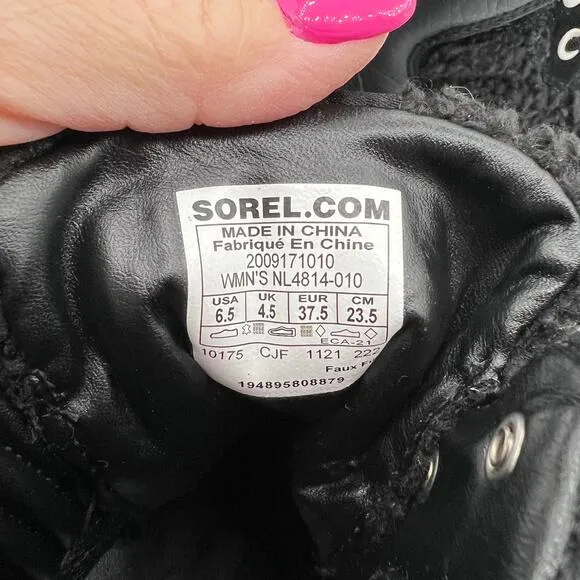 SOREL.COM
MADE IN CHINA
Fabriqué En Chine
2009171010
WMN'S NL4814-010
USA UK EUR CM
6.5 4.5 37.5 23.5
ECA-21
10175 CJF 1121 222
Faux
194895808879